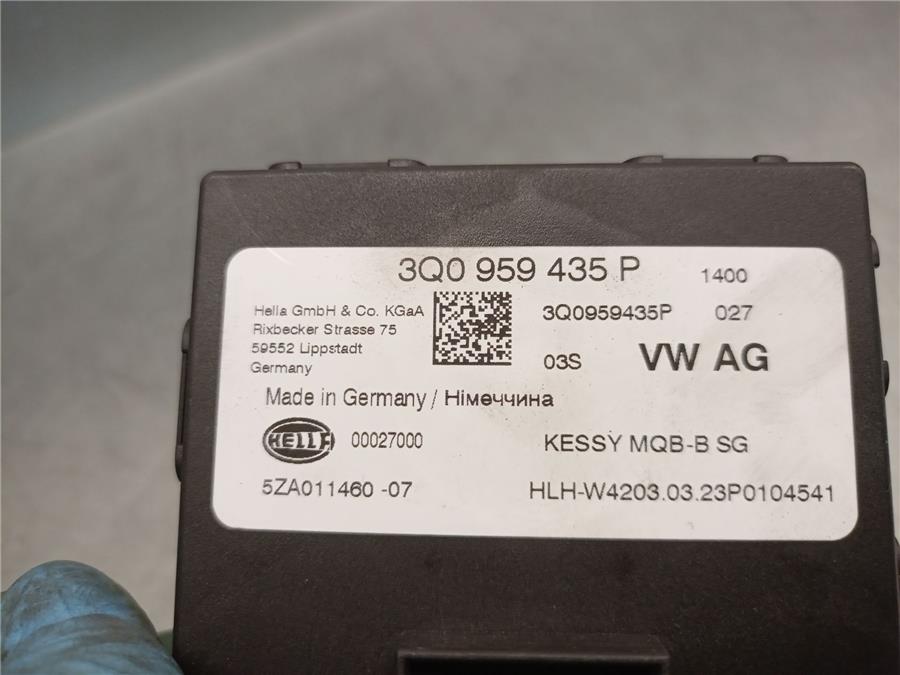 3Q0 959 435 P 1400
Hella GmbH & Co. KGaA
Rixbecker Strasse 75
59552 Lippstadt
Germany
3Q0959435P 027
03S VW AG
Made in Germany / Німеччина
HELLA 00027000 KESSY MQB-B SG
5ZA011460 -07 HLH-W4203.03.23P0104541